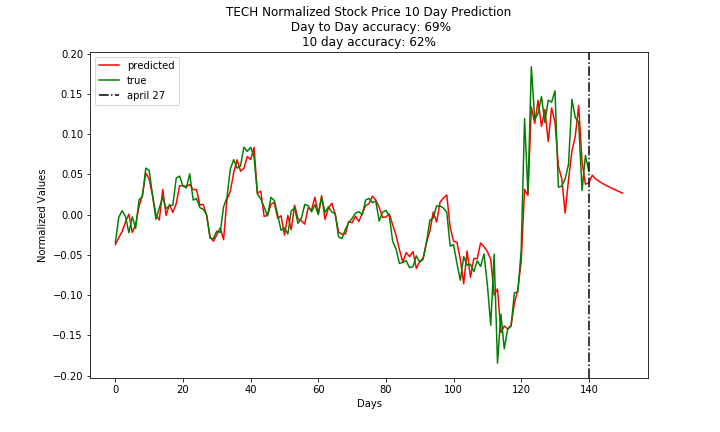 TECH Normalized Stock Price 10 Day Prediction
Day to Day accuracy: 69%
10 day accuracy: 62%
predicted
true
april 27
Normalized Values
0.20
0.15
0.10
0.05
0.00
−0.05
−0.10
−0.15
−0.20
0 20 40 60 80 100 120 140
Days